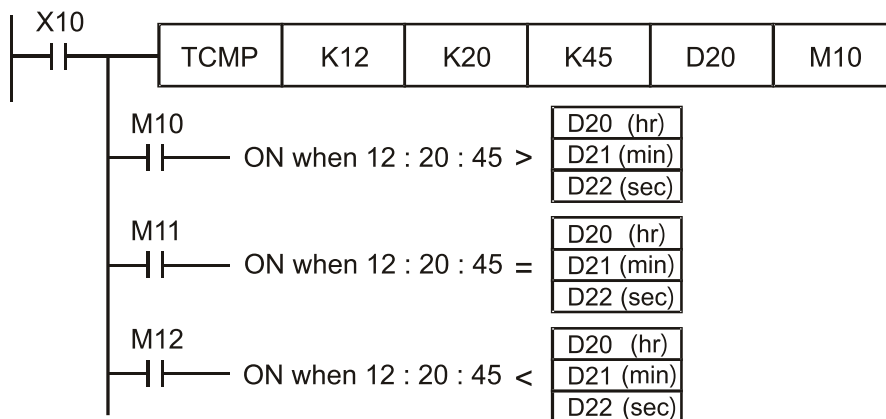 X10
TCMP K12 K20 K45 D20 M10
M10
ON when 12 : 20 : 45 >
D20 (hr)
D21 (min)
D22 (sec)
M11
ON when 12 : 20 : 45 =
D20 (hr)
D21 (min)
D22 (sec)
M12
ON when 12 : 20 : 45 <
D20 (hr)
D21 (min)
D22 (sec)